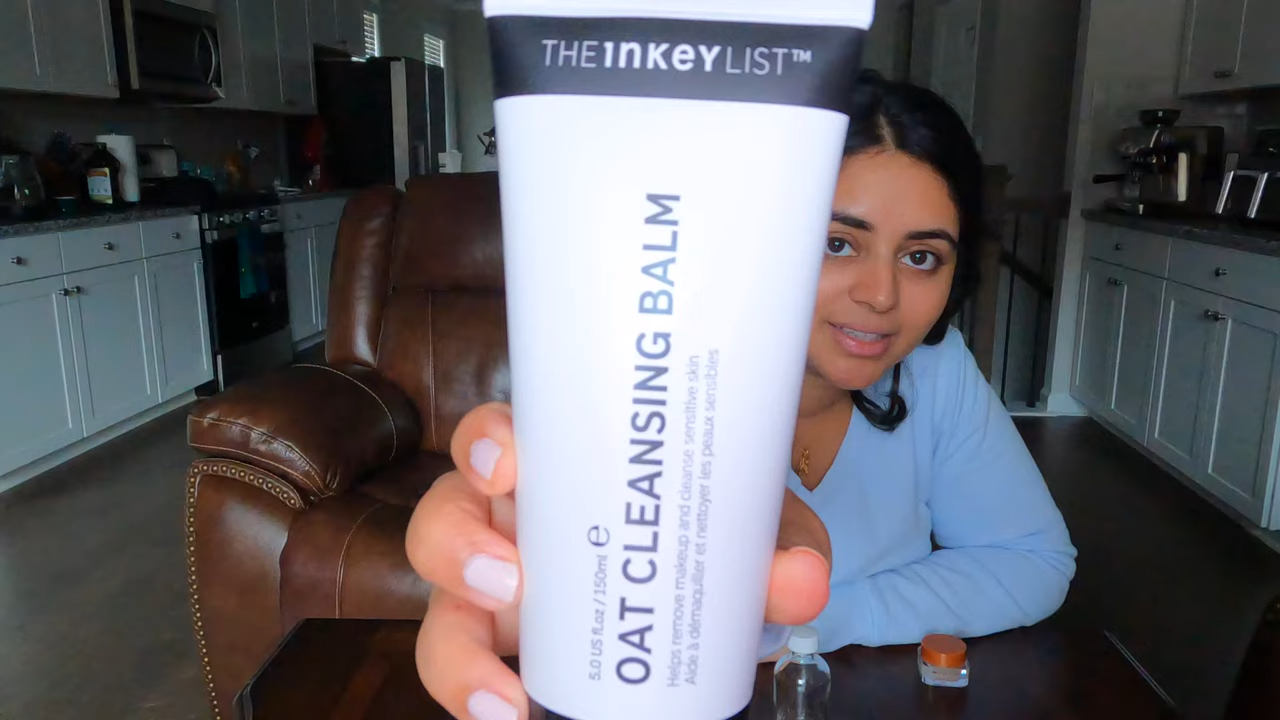 THE INKEY LIST™
5.0 US fl.oz / 150ml ℮
OAT CLEANSING BALM
Helps remove makeup and cleanse sensitive skin
Aide à démaquiller et nettoyer les peaux sensibles